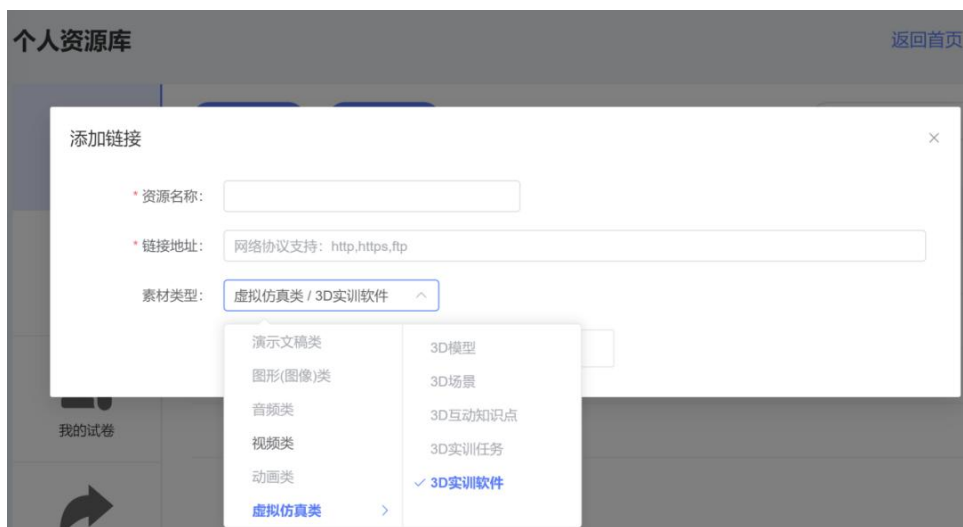 个人资源库
返回首页
添加链接
* 资源名称:
* 链接地址:
网络协议支持: http,https,ftp
素材类型:
虚拟仿真类 / 3D实训软件
演示文稿类
图形(图像)类
音频类
视频类
动画类
虚拟仿真类
3D模型
3D场景
3D互动知识点
3D实训任务
3D实训软件
我的试卷